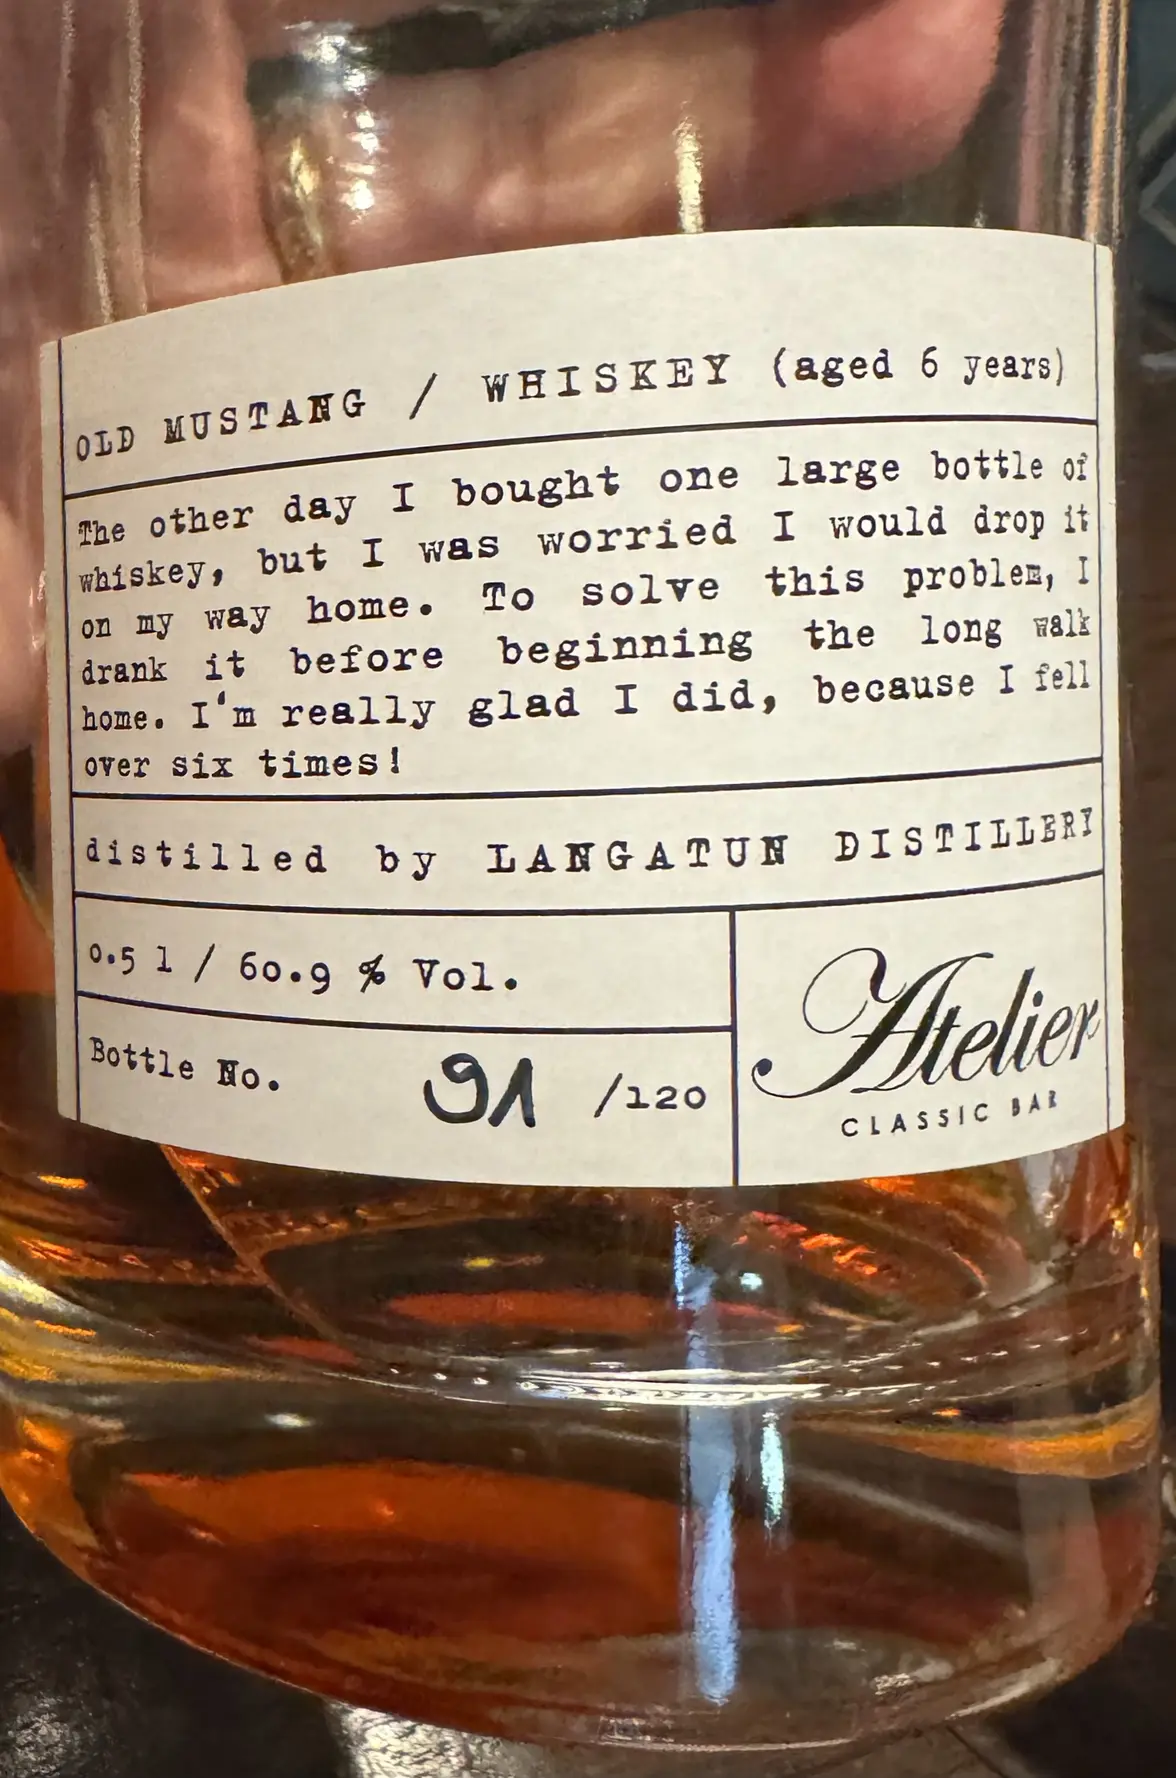 OLD MUSTANG / WHISKEY (aged 6 years)
The other day I bought one large bottle of
whiskey, but I was worried I would drop it
on my way home. To solve this problem, I
drank it before beginning the long walk
home. I'm really glad I did, because I fell
over six times!
distilled by LANGATUN DISTILLERY
0.5 l / 60.9 % Vol.
Bottle No. 91 /120
Atelier
CLASSIC BAR